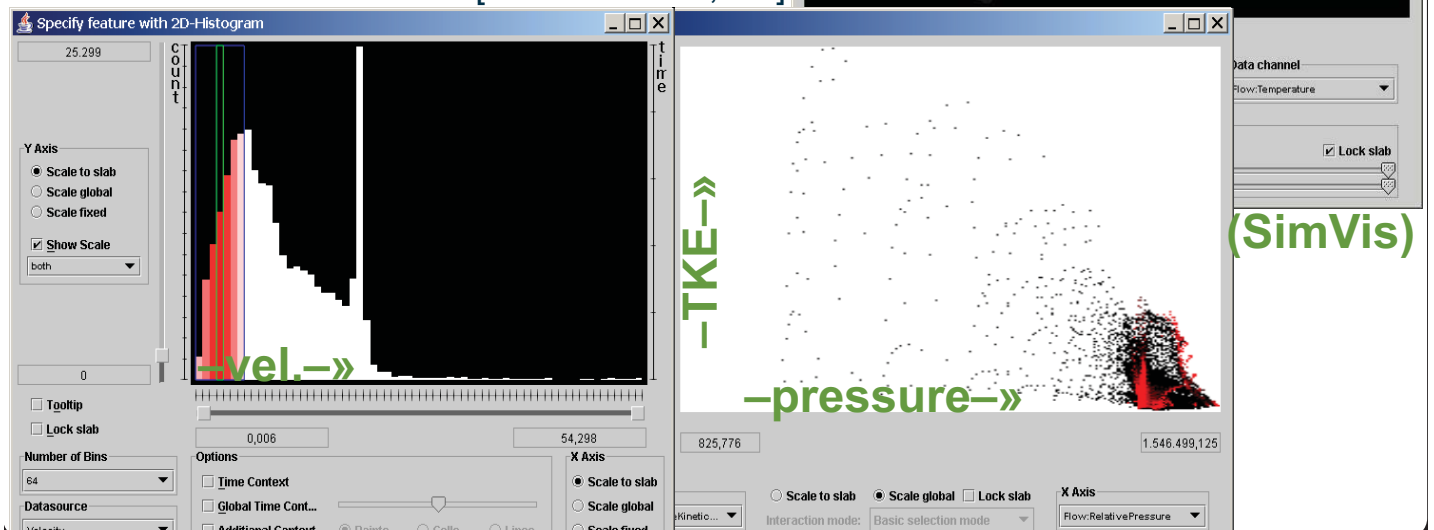 Specify feature with 2D-Histogram
25.299
count
time
Y Axis
Scale to slab
Scale global
Scale fixed
Show Scale
both
0
–vel.–»
Tooltip
Lock slab
0,006
54,298
Number of Bins
64
Datasource
Options
Time Context
Global Time Cont...
X Axis
Scale to slab
Scale global
–TKE–»
–pressure–»
825,776
1.546.499,125
Scale to slab
Scale global
Lock slab
Interaction mode:
Basic selection mode
X Axis
Flow:RelativePressure
Data channel
Flow:Temperature
Lock slab
(SimVis)